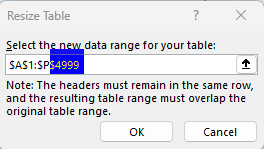 Resize Table
?
×
Select the new data range for your table:
$A$1:$P$4999
Note: The headers must remain in the same row,
and the resulting table range must overlap the
original table range.
OK
Cancel